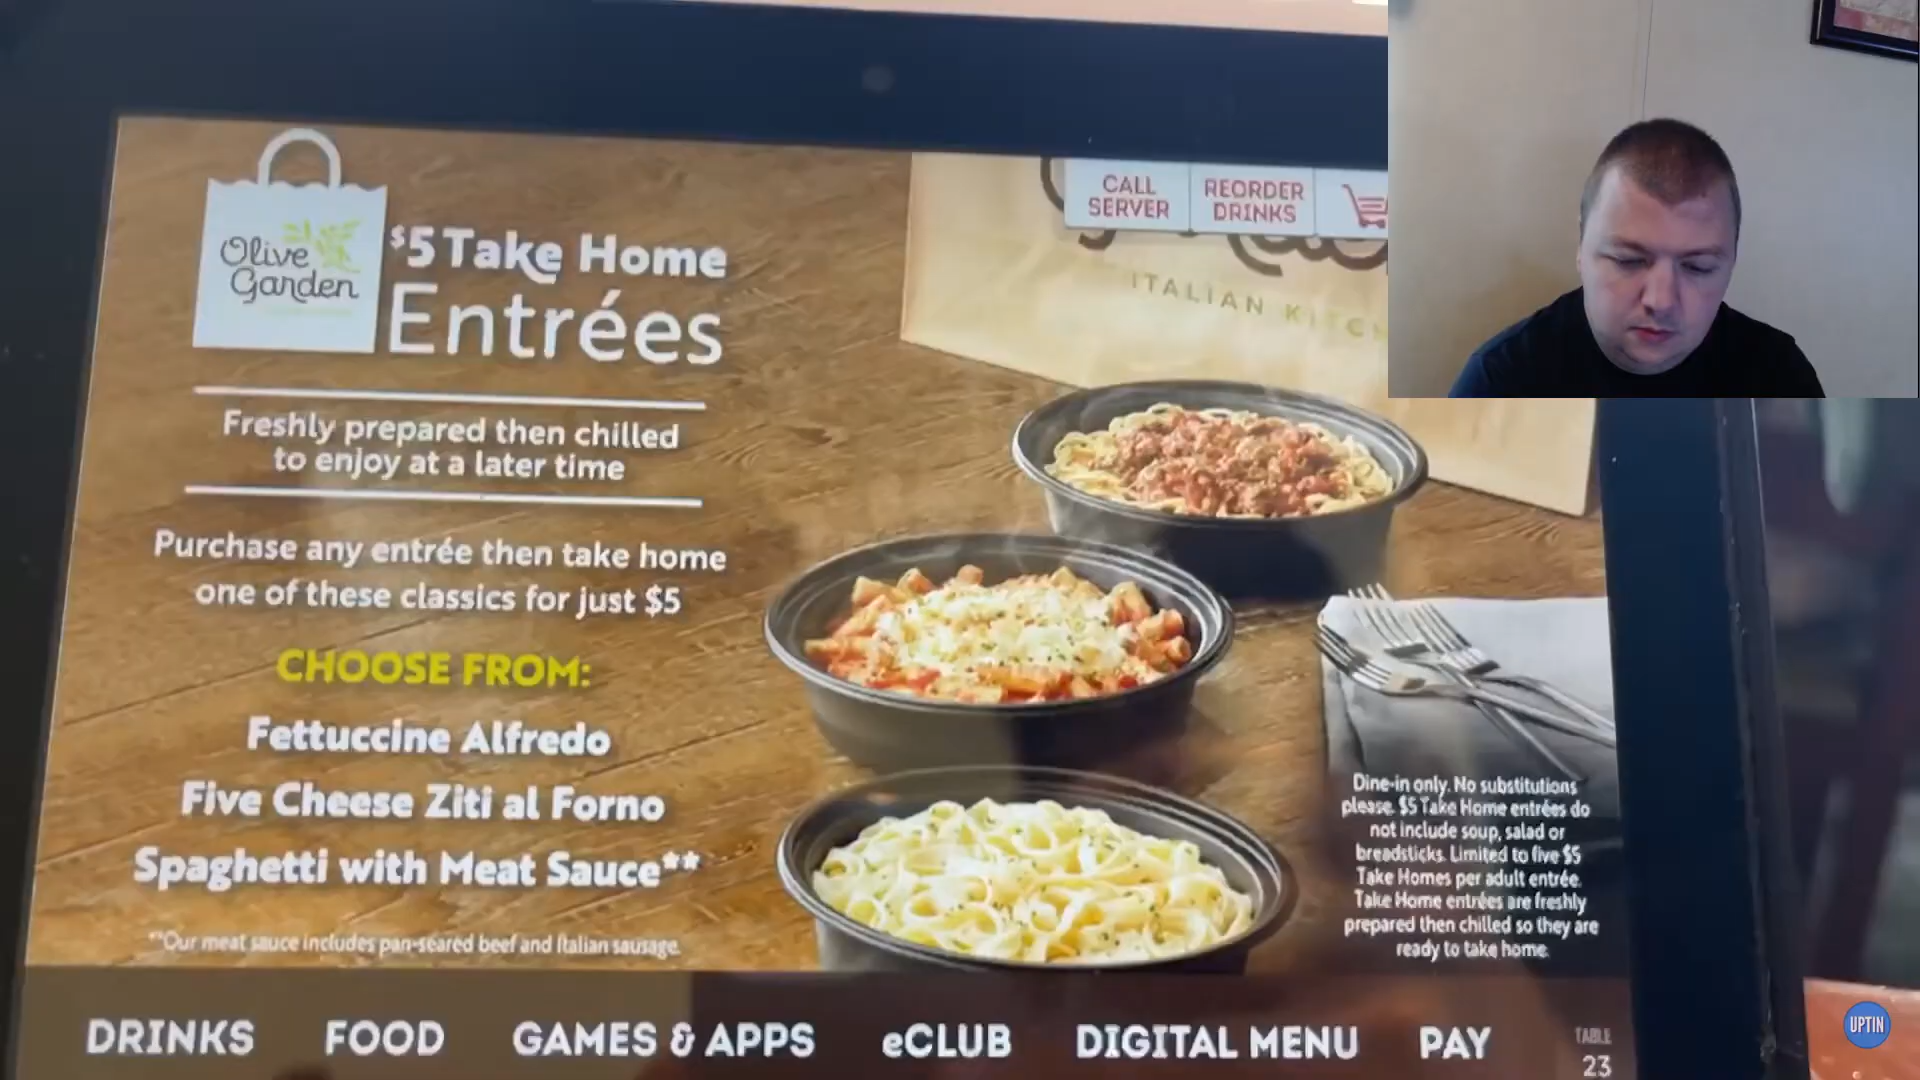 CALL
SERVER
REORDER
DRINKS
Olive
Garden
$5 Take Home
Entrées
ITALIAN
Freshly prepared then chilled
to enjoy at a later time
Purchase any entrée then take home
one of these classics for just $5
CHOOSE FROM:
Fettuccine Alfredo
Five Cheese Ziti al Forno
Spaghetti with Meat Sauce**
**Our meat sauce includes pan-seared beef and Italian sausage.
Dine-in only. No substitutions
please. $5 Take Home entrées do
not include soup, salad or
breadsticks. Limited to five $5
Take Homes per adult entrée.
Take Home entrées are freshly
prepared then chilled so they are
ready to take home.
DRINKS
FOOD
GAMES & APPS
eCLUB
DIGITAL MENU
PAY
TABLE
23
UPTIN